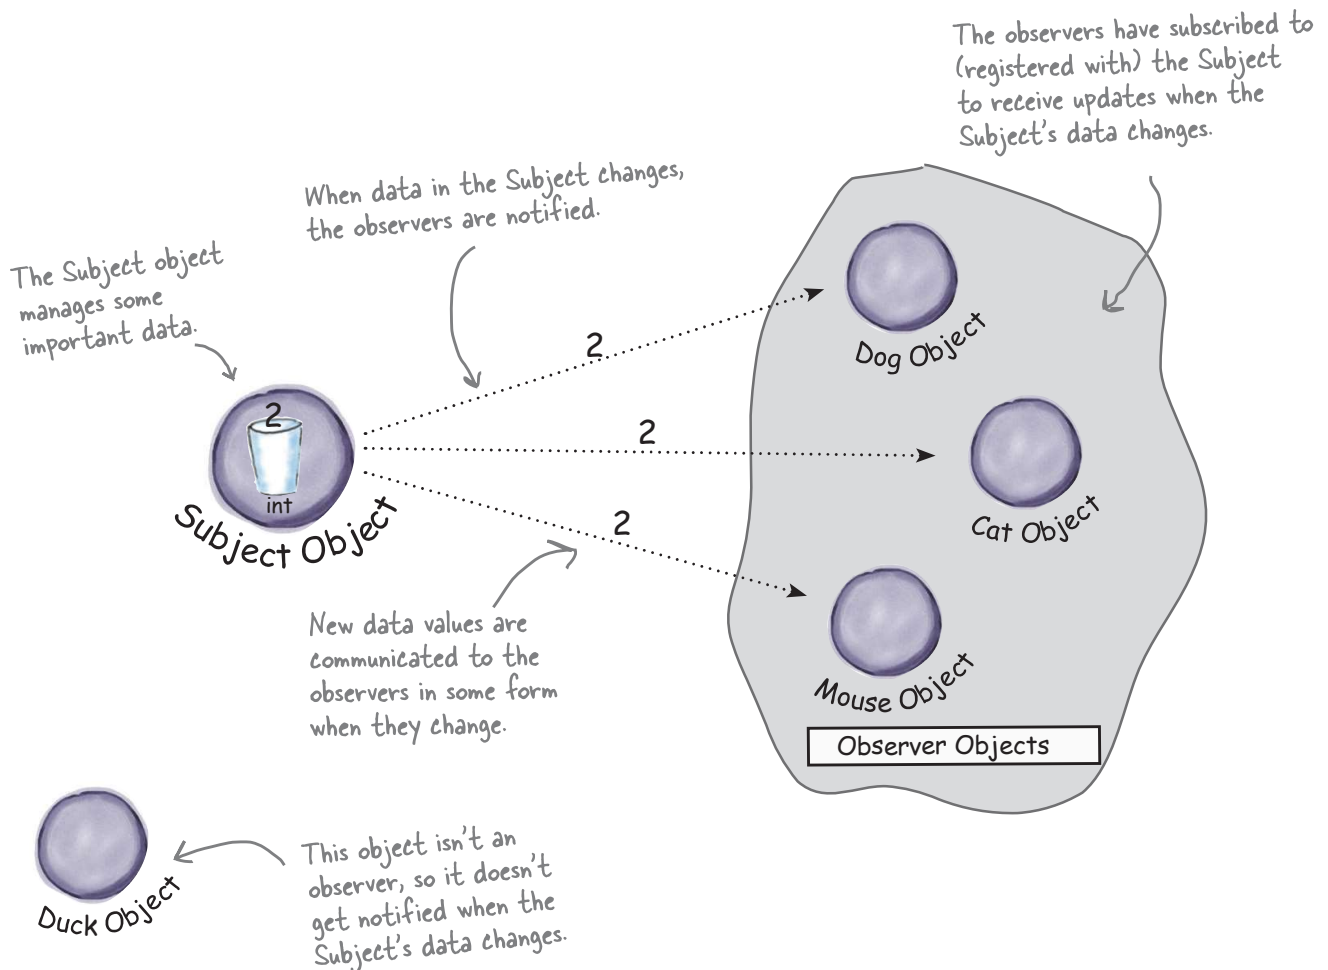 The observers have subscribed to
(registered with) the Subject
to receive updates when the
Subject's data changes.
When data in the Subject changes,
the observers are notified.
The Subject object
manages some
important data.
2
int
Subject Object
2
2
2
Dog Object
Cat Object
Mouse Object
Observer Objects
New data values are
communicated to the
observers in some form
when they change.
Duck Object
This object isn't an
observer, so it doesn't
get notified when the
Subject's data changes.